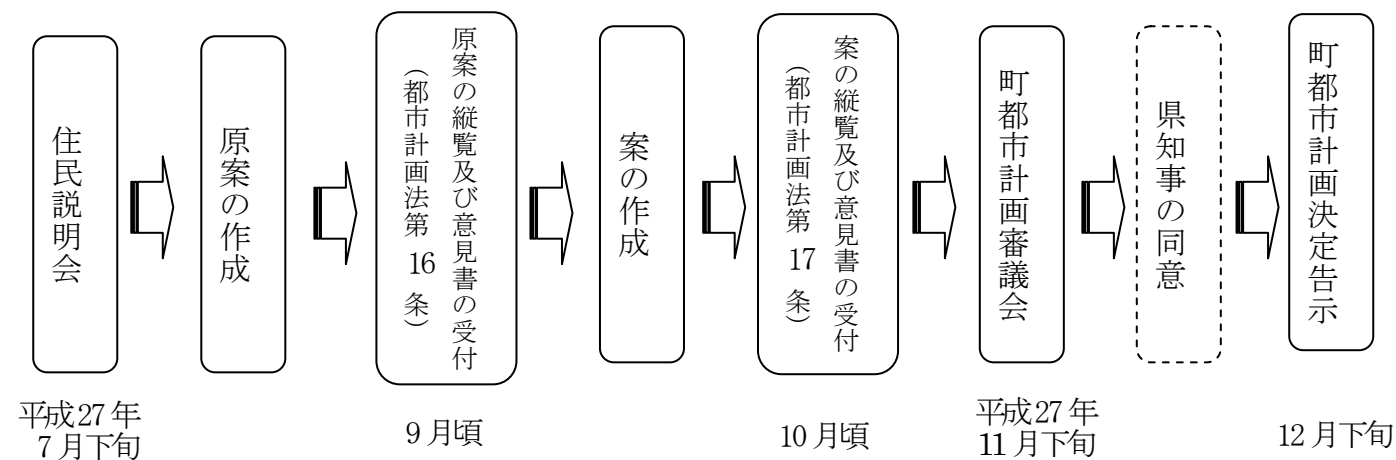 住民説明会
原案の作成
原案の縦覧及び意見書の受付
（都市計画法第 16 条）
案の作成
案の縦覧及び意見書の受付
（都市計画法第 17 条）
町都市計画審議会
県知事の同意
町都市計画決定告示
平成27年
7月下旬
9月頃
10月頃
平成27年
11月下旬
12月下旬